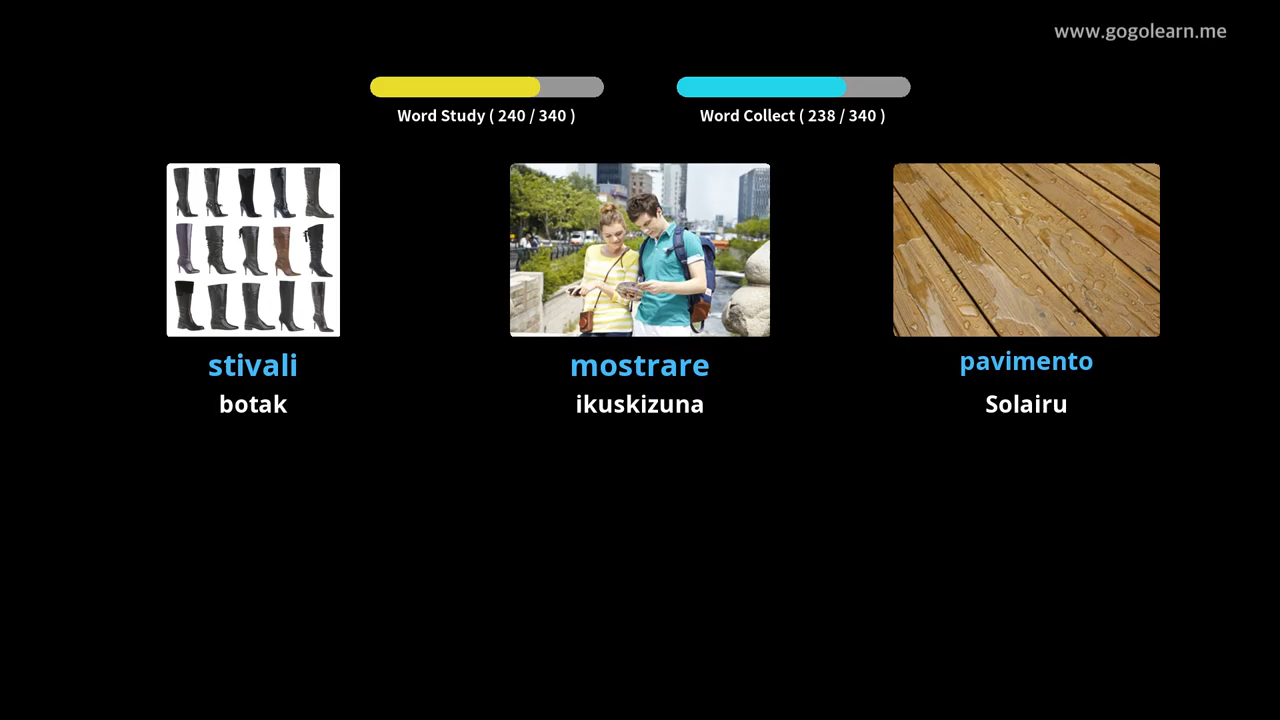 www.gogolearn.me
Word Study ( 240 / 340 )
Word Collect ( 238 / 340 )
stivali
botak
mostrare
ikuskizuna
pavimento
Solairu